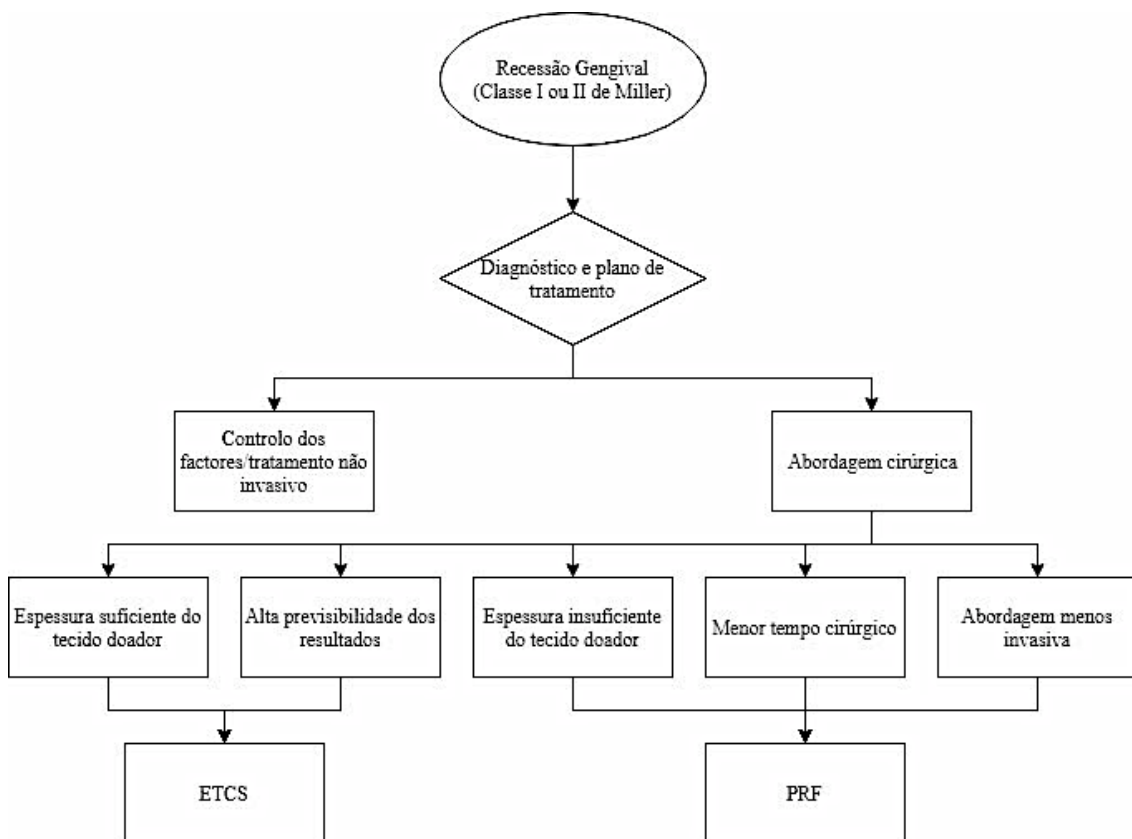 Recessão Gengival
(Classe I ou II de Miller)
Diagnóstico e plano de
tratamento
Controlo dos
factores/tratamento não
invasivo
Abordagem cirúrgica
Espessura suficiente do
tecido doador
Alta previsibilidade dos
resultados
Espessura insuficiente
do tecido doador
Menor tempo cirúrgico
Abordagem menos
invasiva
ETCS
PRF